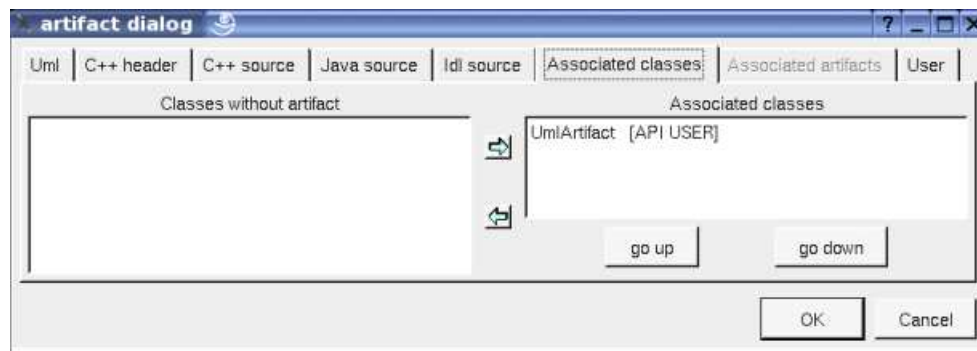 artifact dialog
?
Uml C++ header C++ source Java source Idl source Associated classes Associated artifacts User
Classes without artifact Associated classes
UmlArtifact [API USER]
go up go down
OK Cancel